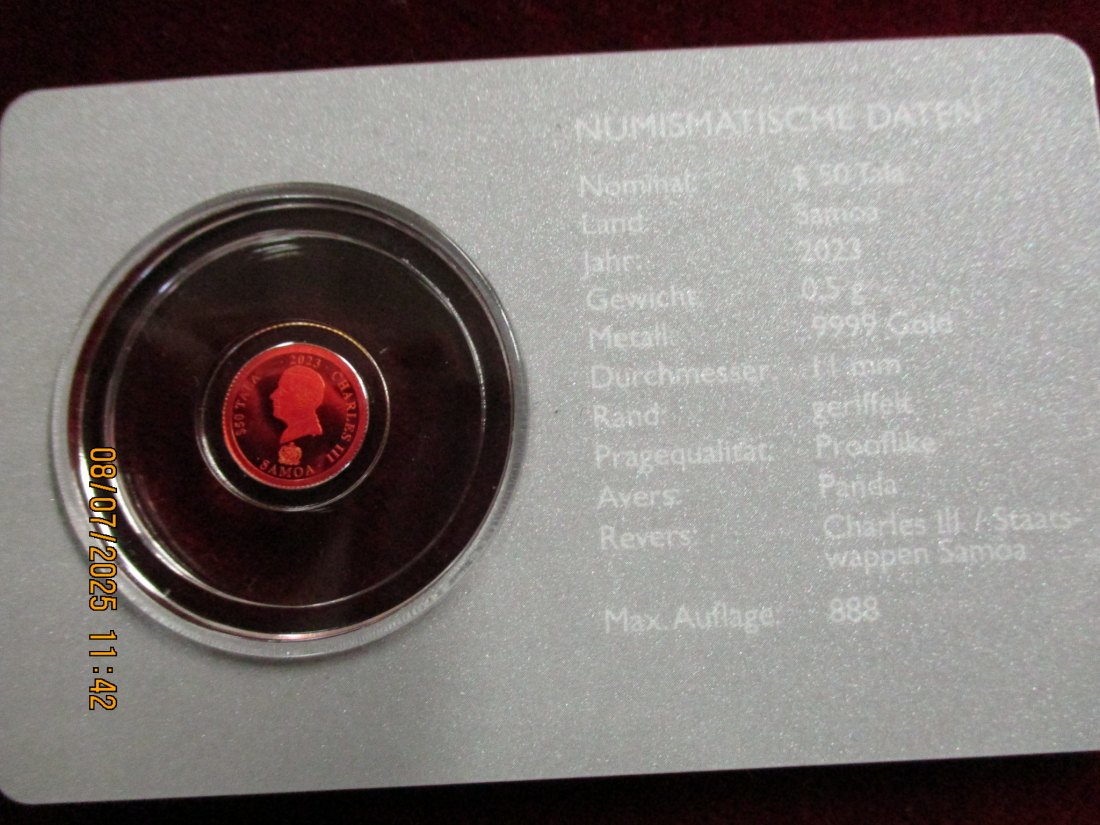 NUMISMATISCHE DATEN
Nominal: $ 50 Tala
Land: Samoa
Jahr: 2023
Gewicht: 0,5 g
Metall: 9999 Gold
Durchmesser: 11 mm
Rand: geriffelt
Prägequalität: Prooflike
Avers: Panda
Revers: Charles III / Staats-
wappen Samoa
Max. Auflage: 888
$50 TALA · 2023 · CHARLES III · SAMOA ·
08/07/2025 11:42